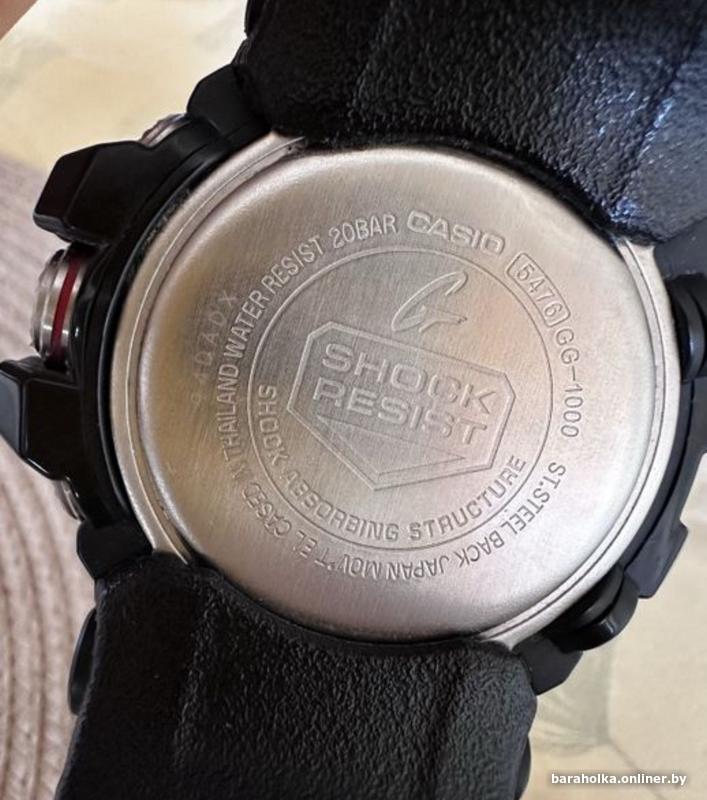 CASIO
5476 GG-1000
ST.STEEL BACK JAPAN MOV'T EL CASED
THAILAND WATER RESIST 20BAR
G
SHOCK
RESIST
SHOCK ABSORBING STRUCTURE
baraholka.onliner.by